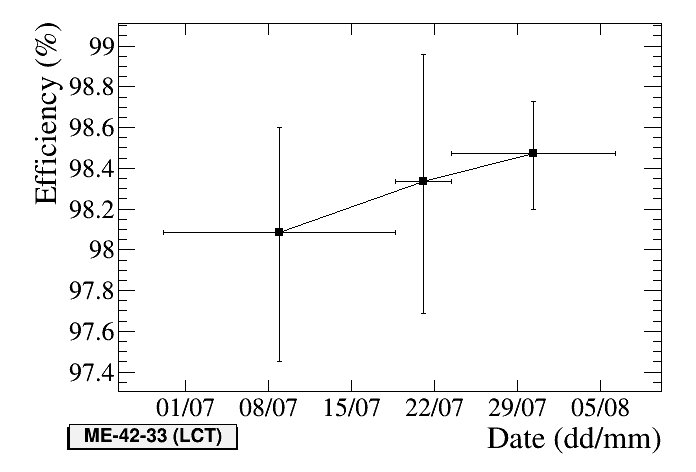 Efficiency (%)
99
98.8
98.6
98.4
98.2
98
97.8
97.6
97.4
01/07 08/07 15/07 22/07 29/07 05/08
ME-42-33 (LCT)
Date (dd/mm)